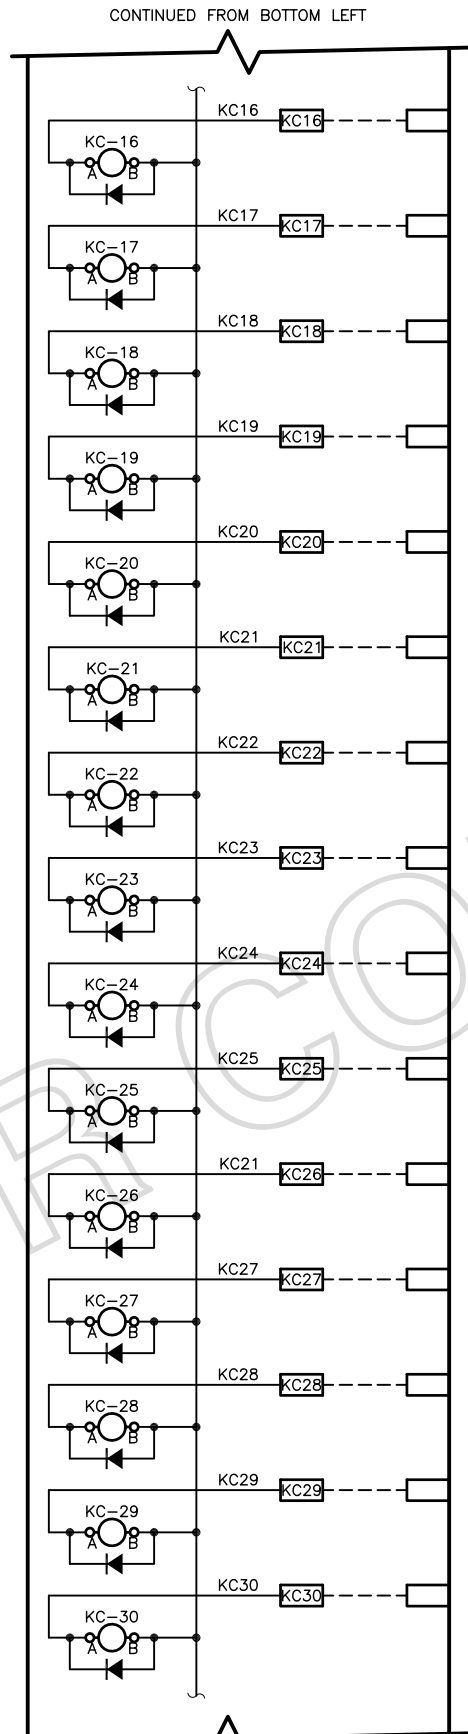 CONTINUED FROM BOTTOM LEFT
KC16 KC16
KC-16
A B
KC17 KC17
KC-17
A B
KC18 KC18
KC-18
A B
KC19 KC19
KC-19
A B
KC20 KC20
KC-20
A B
KC21 KC21
KC-21
A B
KC22 KC22
KC-22
A B
KC23 KC23
KC-23
A B
KC24 KC24
KC-24
A B
KC25 KC25
KC-25
A B
KC21 KC26
KC-26
A B
KC27 KC27
KC-27
A B
KC28 KC28
KC-28
A B
KC29 KC29
KC-29
A B
KC30 KC30
KC-30
A B
R CO